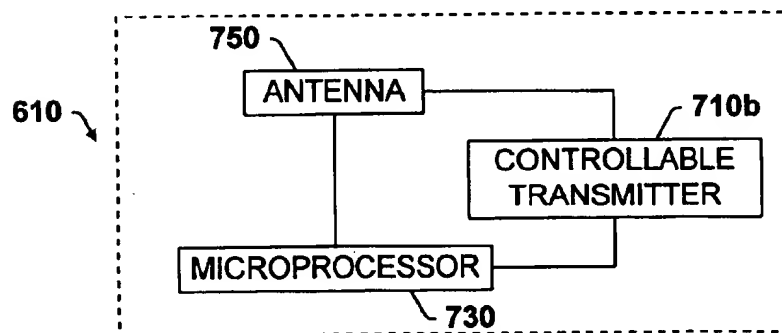 750
ANTENNA
610
710b
CONTROLLABLE
TRANSMITTER
MICROPROCESSOR
730